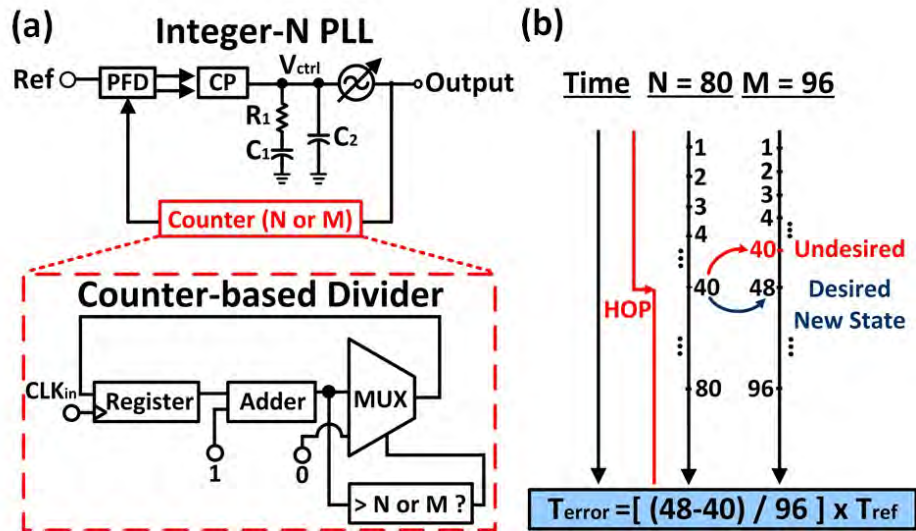 (a)
Integer-N PLL
Ref
PFD
CP
Vctrl
Output
R1
C1
C2
Counter (N or M)
Counter-based Divider
CLKin
Register
Adder
MUX
1
0
> N or M ?
(b)
Time N = 80 M = 96
1
2
3
4
40
80
HOP
1
2
3
4
40
48
96
Undesired
Desired
New State
Terror =[ (48-40) / 96 ] x Tref